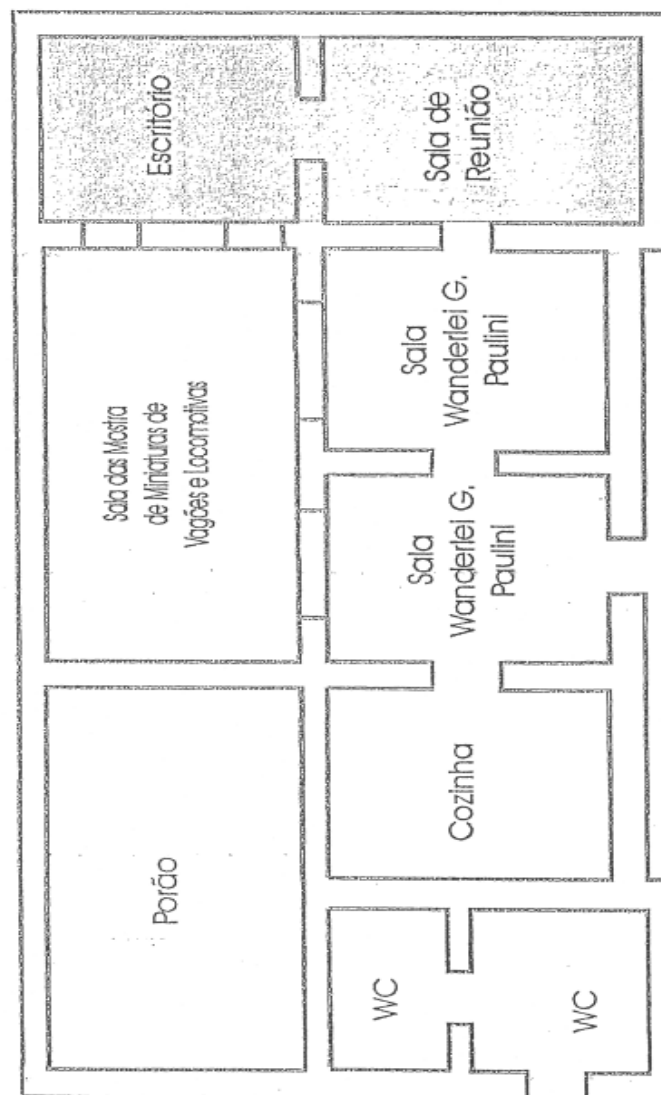 Escritório
Sala de
Reunião
Sala das Mostra
de Miniaturas de
Vagões e Locomotivas
Sala
Wanderlei G.
Paulini
Sala
Wanderlei G.
Paulini
Porão
Cozinha
WC
WC